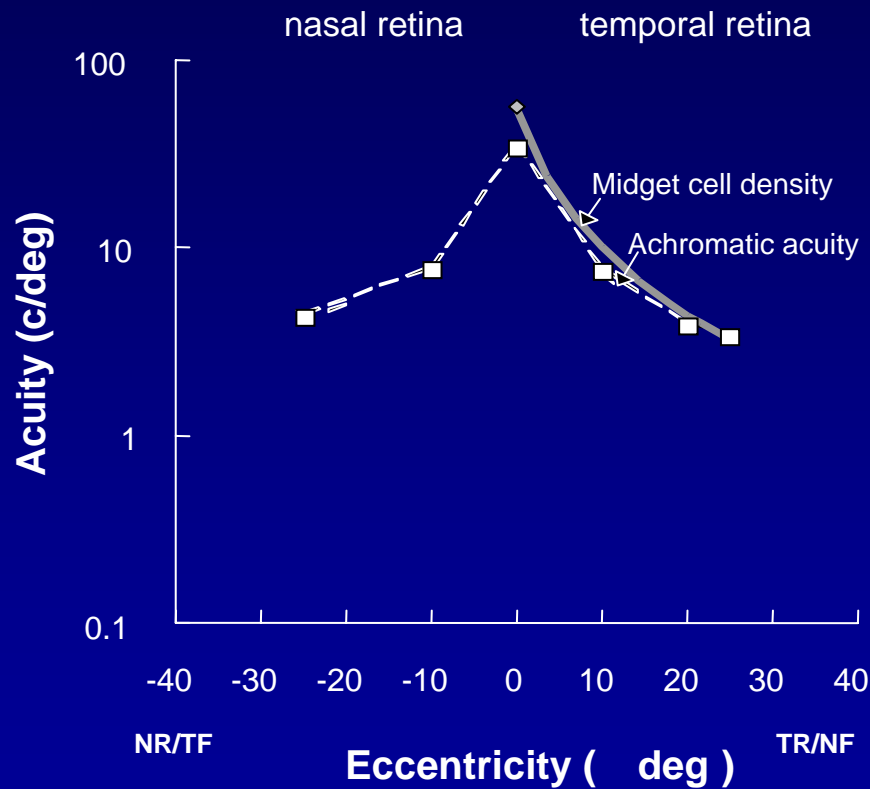 nasal retina temporal retina
100
Midget cell density
Achromatic acuity
10
1
0.1
Acuity (c/deg)
-40 -30 -20 -10 0 10 20 30 40
NR/TF TR/NF
Eccentricity ( deg )